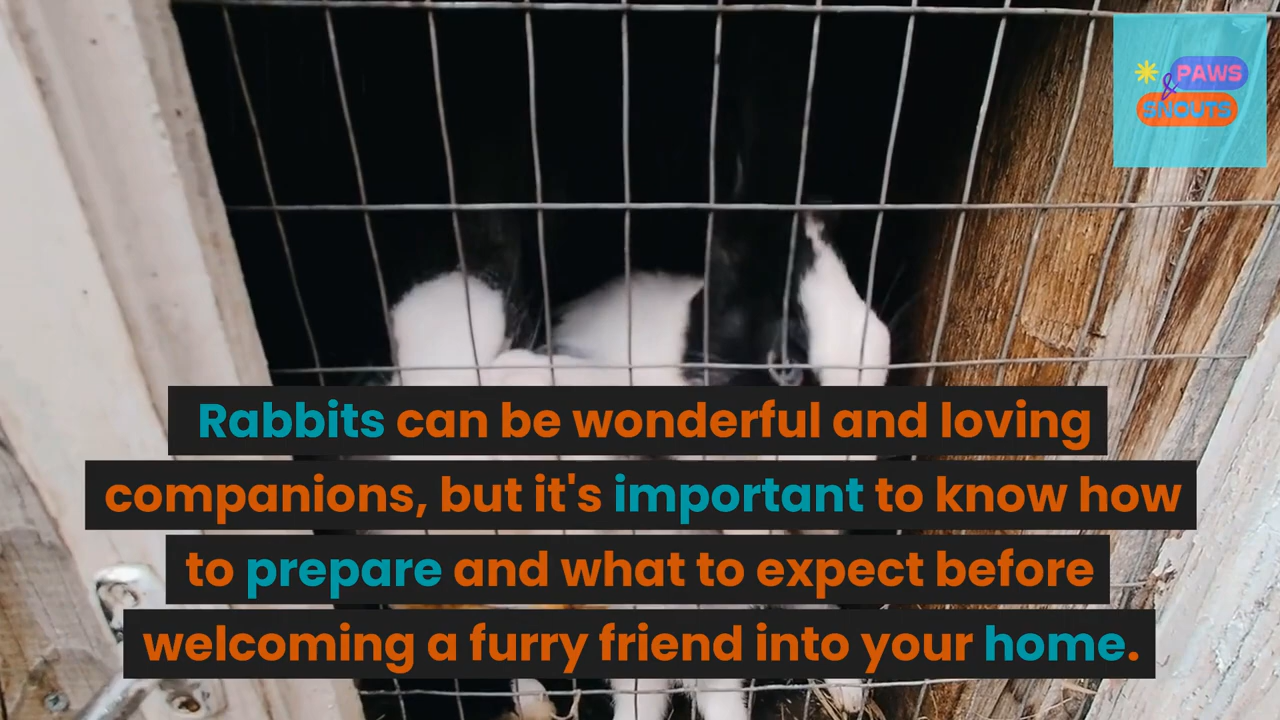 PAWS
&
SNOUTS
Rabbits can be wonderful and loving
companions, but it's important to know how
to prepare and what to expect before
welcoming a furry friend into your home.